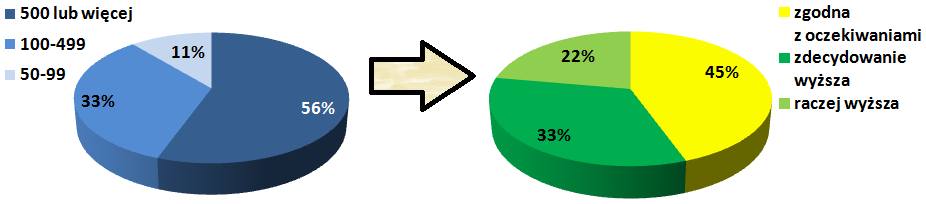 500 lub więcej
100-499
50-99
11%
33%
56%
22%
45%
33%
zgodna
z oczekiwaniami
zdecydowanie
wyższa
raczej wyższa